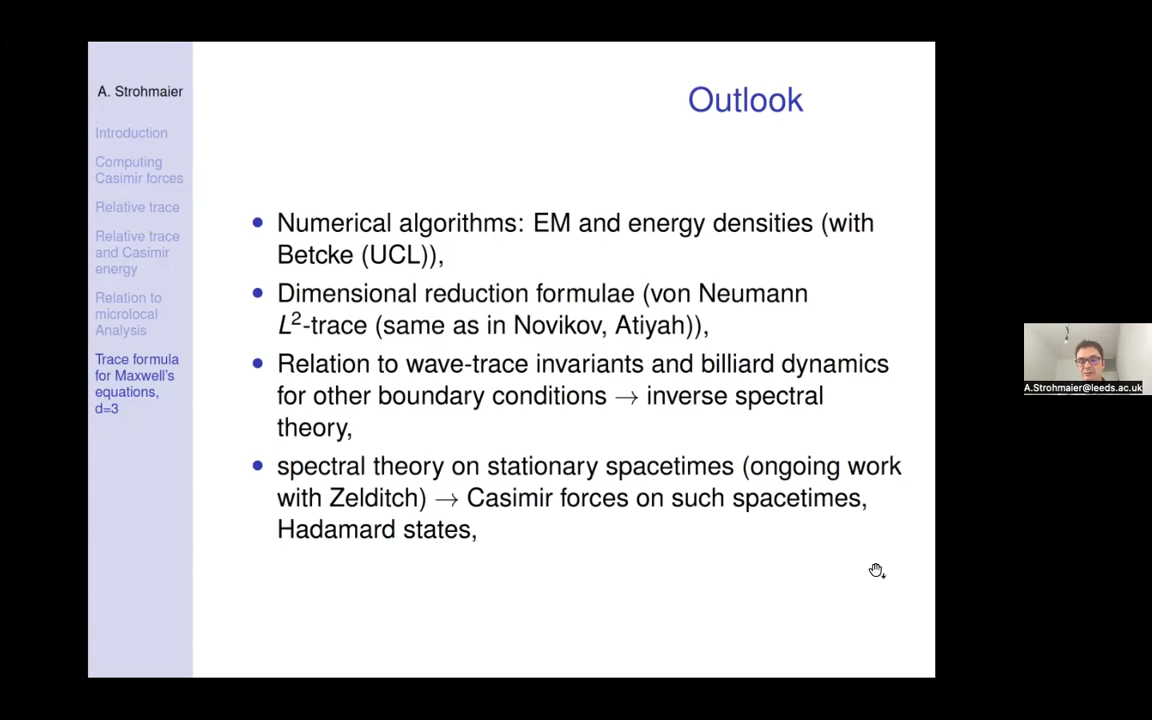 A. Strohmaier
Introduction
Computing
Casimir forces
Relative trace
Relative trace
and Casimir
energy
Relation to
microlocal
Analysis
Trace formula
for Maxwell's
equations,
d=3
Outlook
• Numerical algorithms: EM and energy densities (with
Betcke (UCL)),
• Dimensional reduction formulae (von Neumann
L²-trace (same as in Novikov, Atiyah)),
• Relation to wave-trace invariants and billiard dynamics
for other boundary conditions → inverse spectral
theory,
• spectral theory on stationary spacetimes (ongoing work
with Zelditch) → Casimir forces on such spacetimes,
Hadamard states,
A.Strohmaier@leeds.ac.uk